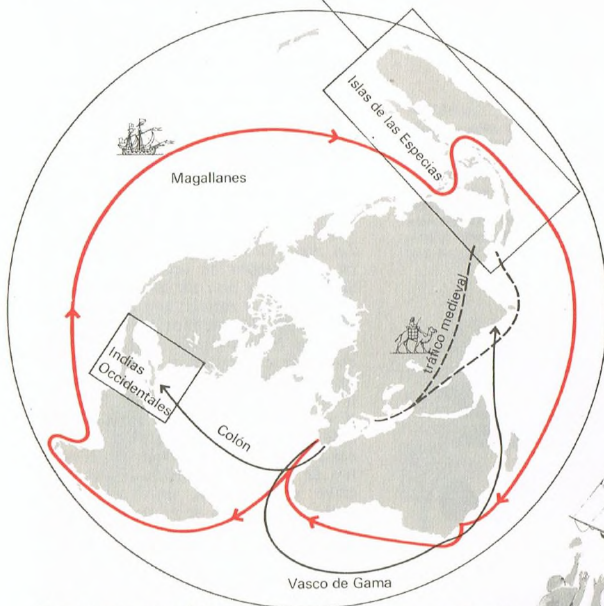 Islas de las Especias
Magallanes
tráfico medieval
Indias
Occidentales
Colón
Vasco de Gama